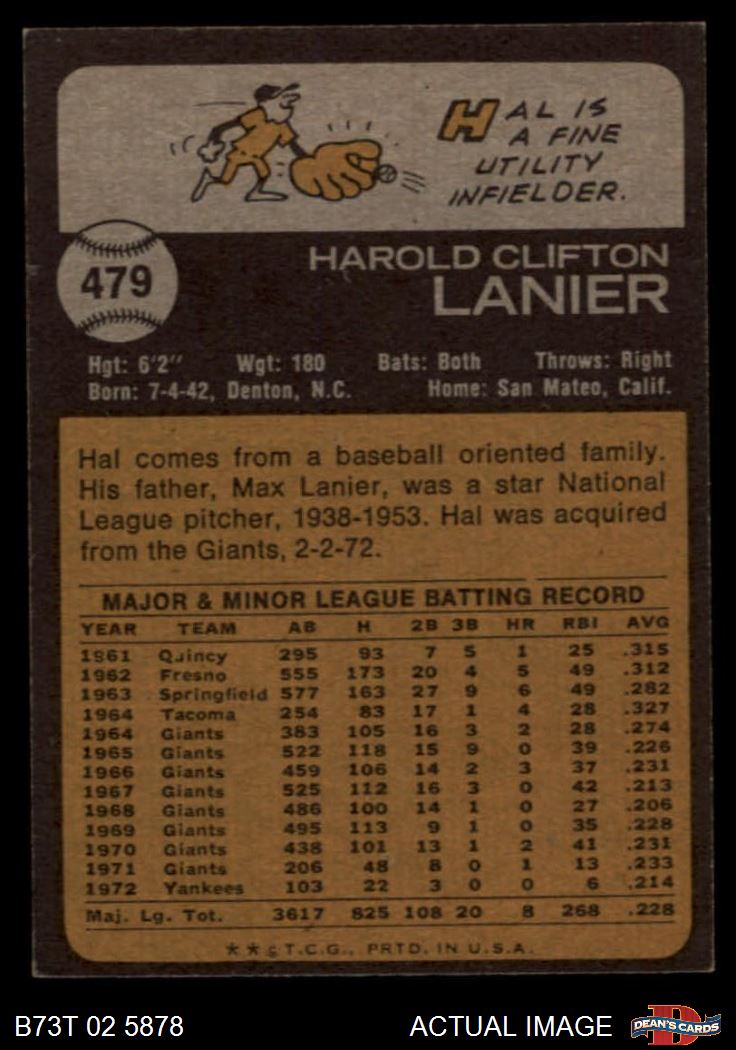 HAL IS
A FINE
UTILITY
INFIELDER.
479
HAROLD CLIFTON
LANIER
Hgt: 6'2" Wgt: 180 Bats: Both Throws: Right
Born: 7-4-42, Denton, N.C. Home: San Mateo, Calif.
Hal comes from a baseball oriented family.
His father, Max Lanier, was a star National
League pitcher, 1938-1953. Hal was acquired
from the Giants, 2-2-72.
MAJOR & MINOR LEAGUE BATTING RECORD
YEAR TEAM AB H 2B 3B HR RBI AVG
1961 Quincy 295 93 7 5 1 25 .315
1962 Fresno 555 173 20 4 5 49 .312
1963 Springfield 577 163 27 9 6 49 .282
1964 Tacoma 254 83 17 1 4 28 .327
1964 Giants 383 105 16 3 2 28 .274
1965 Giants 522 118 15 9 0 39 .226
1966 Giants 459 106 14 2 3 37 .231
1967 Giants 525 112 16 3 0 42 .213
1968 Giants 486 100 14 1 0 27 .206
1969 Giants 495 113 9 1 0 35 .228
1970 Giants 438 101 13 1 2 41 .231
1971 Giants 206 48 8 0 1 13 .233
1972 Yankees 103 22 3 0 0 6 .214
Maj. Lg. Tot. 3617 825 108 20 8 268 .228
★★©T.C.G., PRTD. IN U.S.A.
B73T 02 5878 ACTUAL IMAGE DEAN'S CARDS